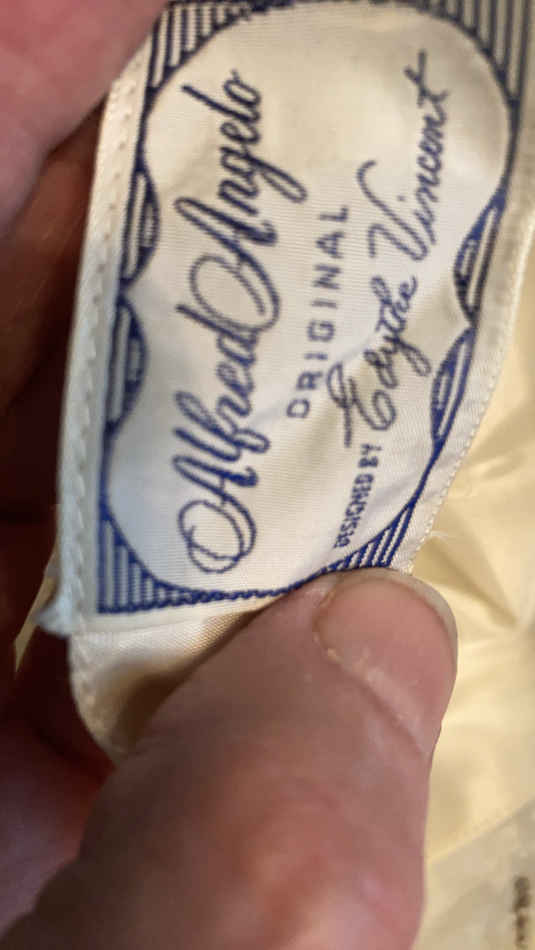 Alfred Angelo
ORIGINAL
DESIGNED BY Edythe Vincent